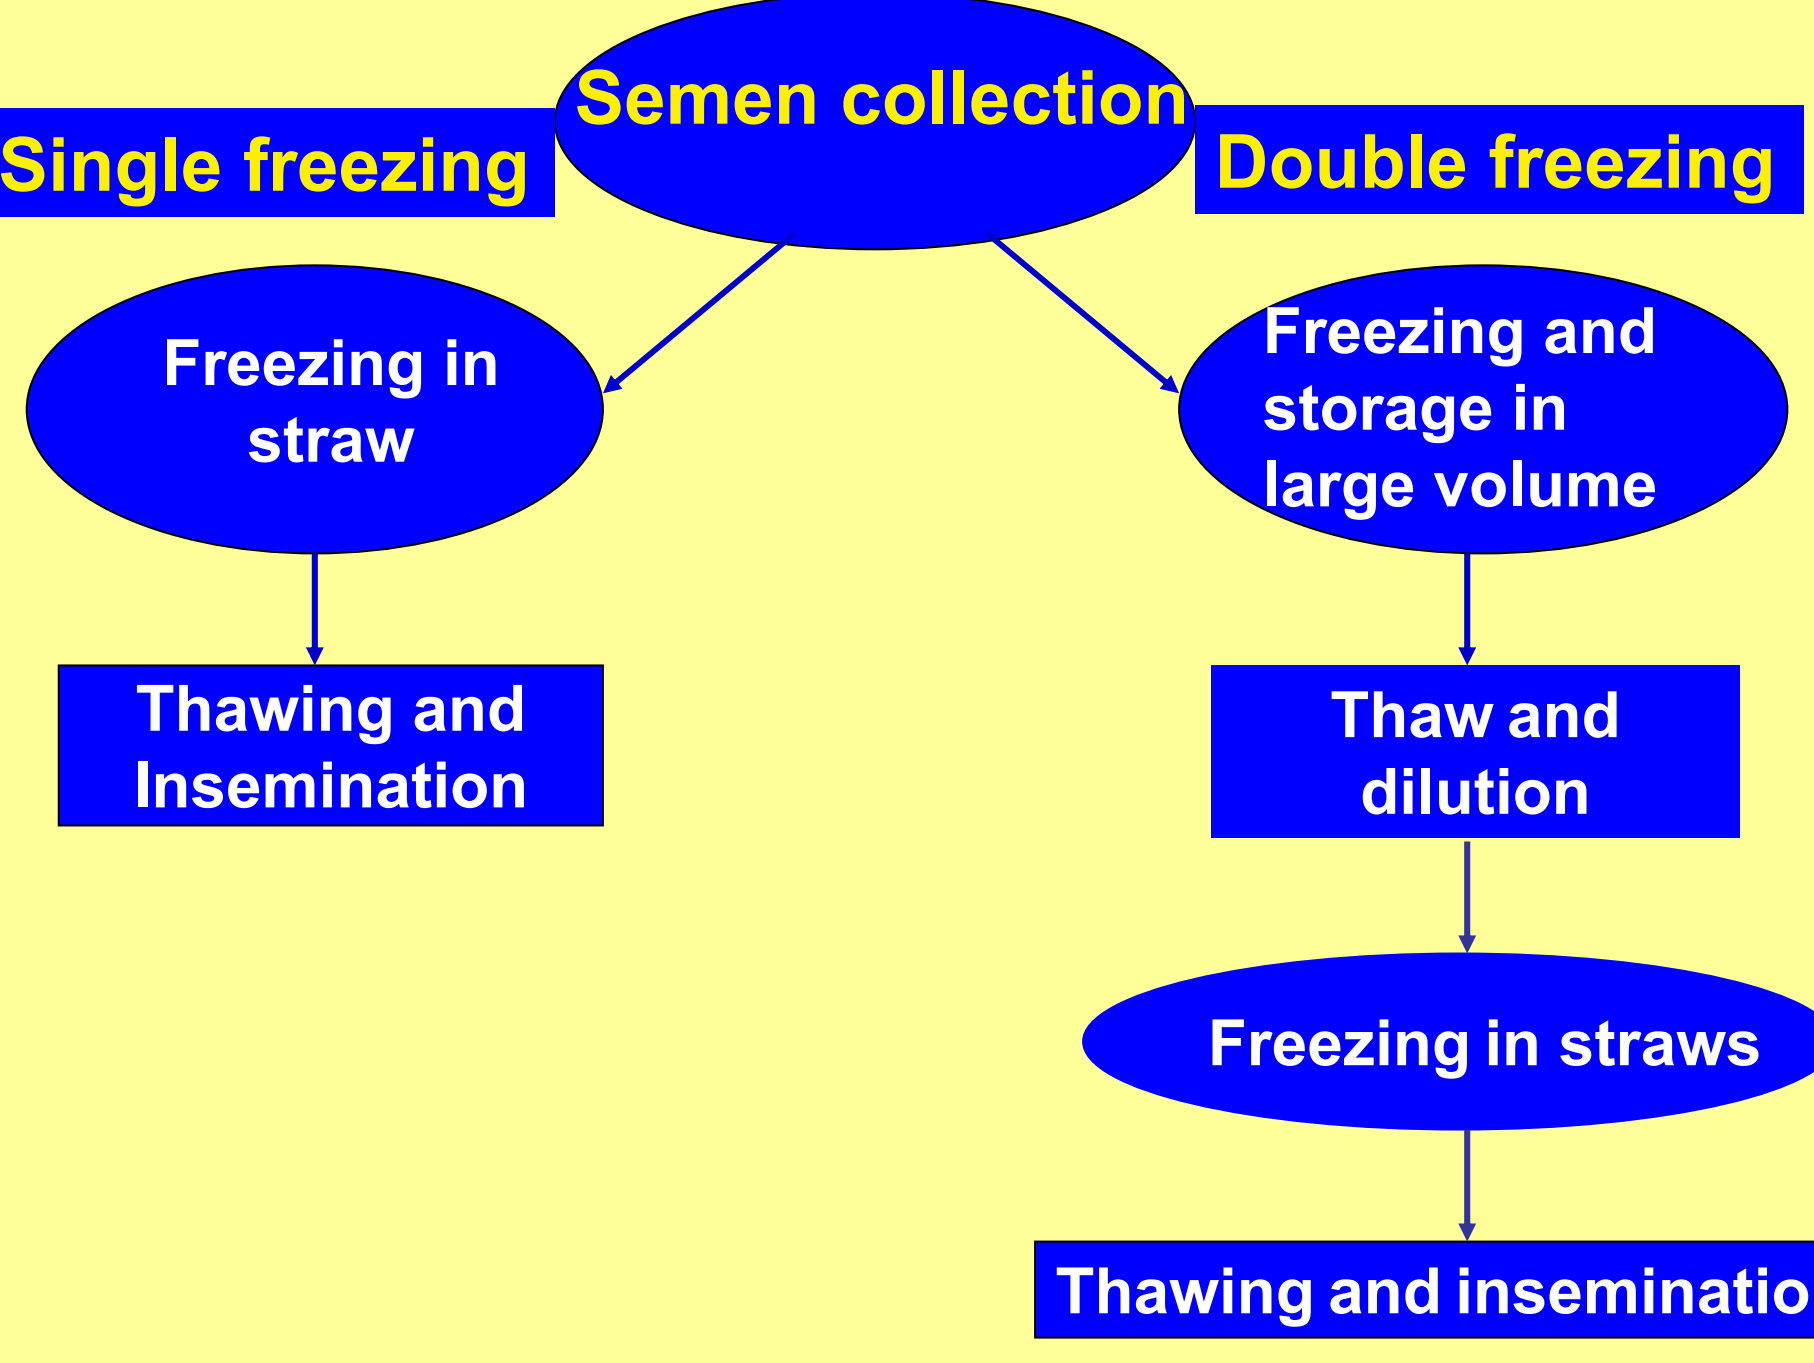 Semen collection
Single freezing
Double freezing
Freezing in
straw
Freezing and
storage in
large volume
Thawing and
Insemination
Thaw and
dilution
Freezing in straws
Thawing and inseminatio